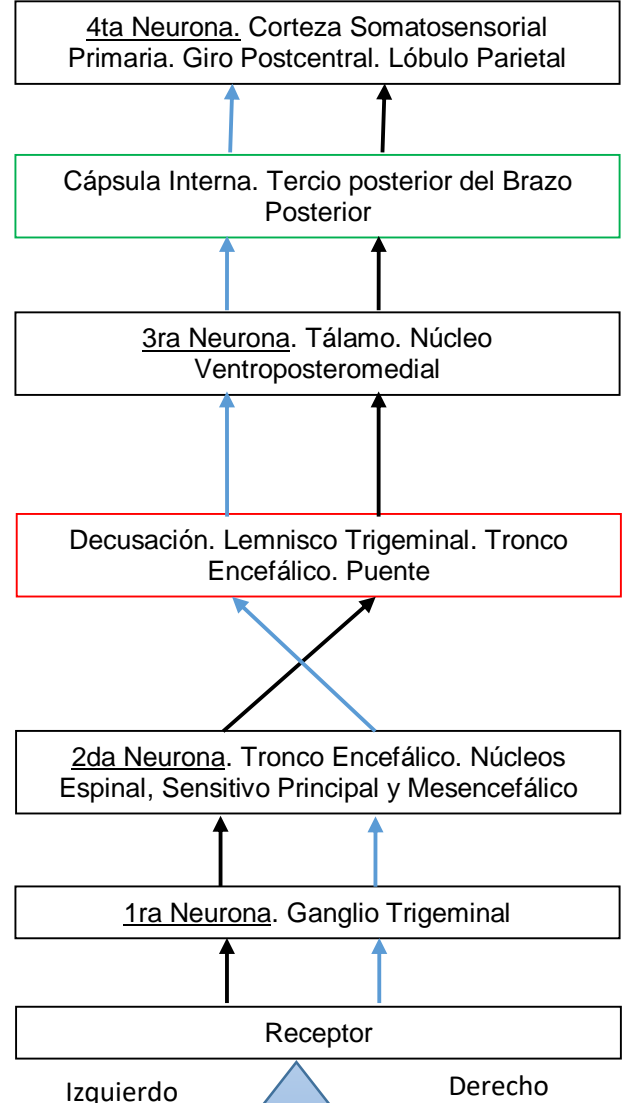 4ta Neurona. Corteza Somatosensorial
Primaria. Giro Postcentral. Lóbulo Parietal
Cápsula Interna. Tercio posterior del Brazo
Posterior
3ra Neurona. Tálamo. Núcleo
Ventroposteromedial
Decusación. Lemnisco Trigeminal. Tronco
Encefálico. Puente
2da Neurona. Tronco Encefálico. Núcleos
Espinal, Sensitivo Principal y Mesencefálico
1ra Neurona. Ganglio Trigeminal
Receptor
Izquierdo
Derecho